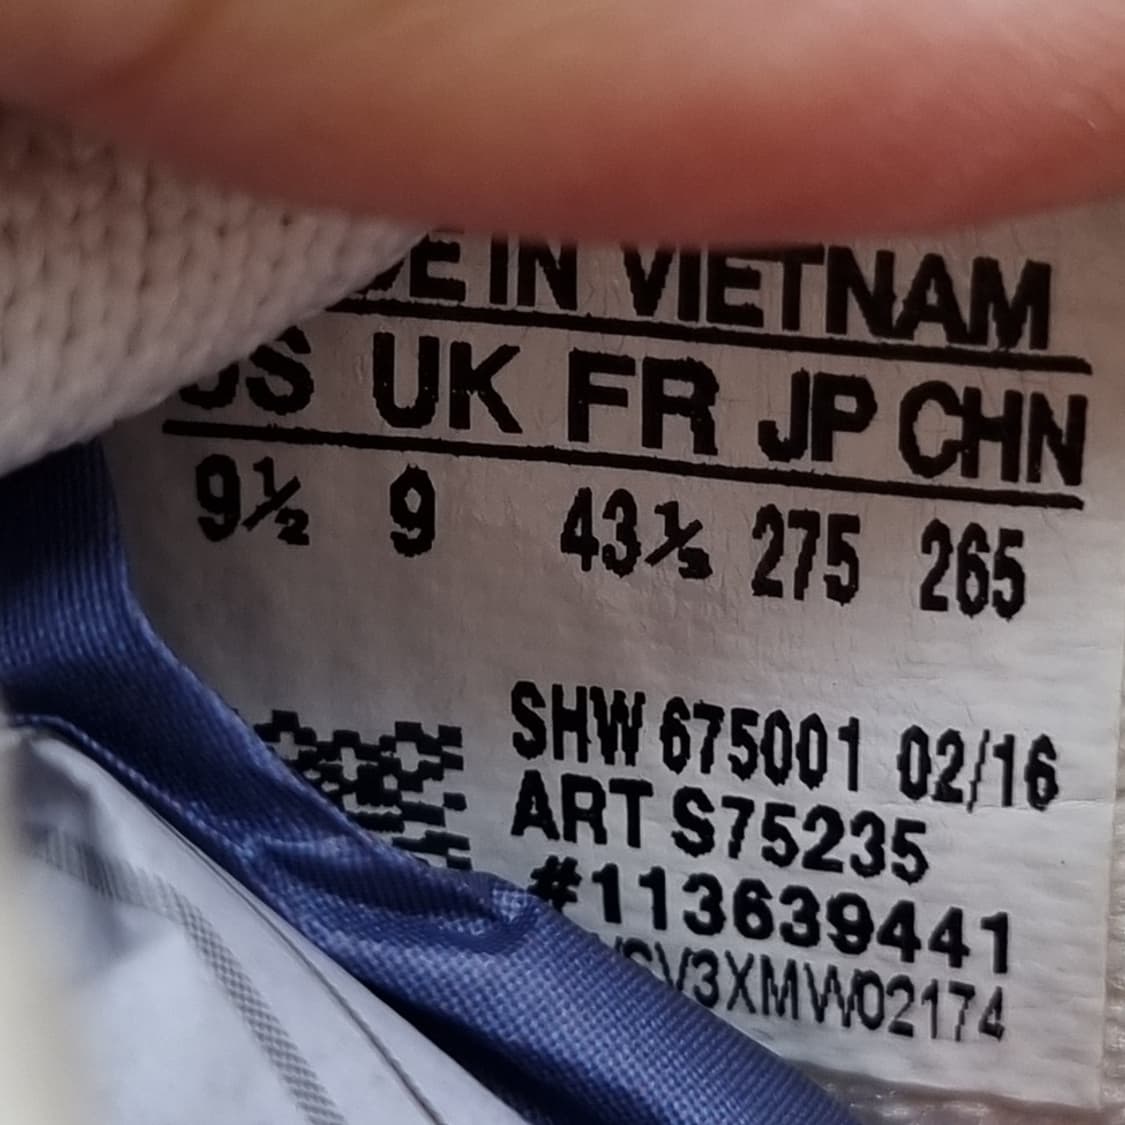 IN VIETNAM
US UK FR JP CHN
9½ 9 43⅓ 275 265
SHW 675001 02/16
ART S75235
#113639441